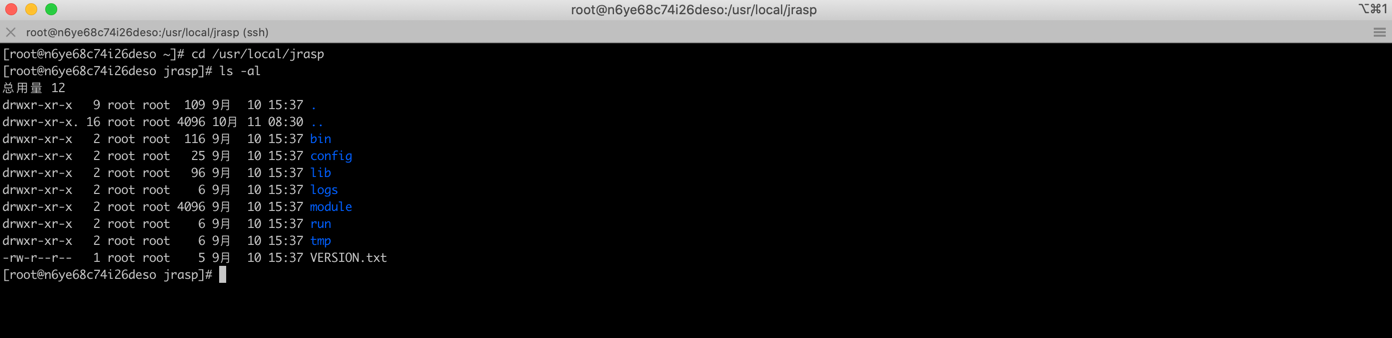 root@n6ye68c74i26deso:/usr/local/jrasp
⌥⌘1
root@n6ye68c74i26deso:/usr/local/jrasp (ssh)
[root@n6ye68c74i26deso ~]# cd /usr/local/jrasp
[root@n6ye68c74i26deso jrasp]# ls -al
总用量 12
drwxr-xr-x   9 root root  109 9月  10 15:37 .
drwxr-xr-x. 16 root root 4096 10月 11 08:30 ..
drwxr-xr-x   2 root root  116 9月  10 15:37 bin
drwxr-xr-x   2 root root   25 9月  10 15:37 config
drwxr-xr-x   2 root root   96 9月  10 15:37 lib
drwxr-xr-x   2 root root    6 9月  10 15:37 logs
drwxr-xr-x   2 root root 4096 9月  10 15:37 module
drwxr-xr-x   2 root root    6 9月  10 15:37 run
drwxr-xr-x   2 root root    6 9月  10 15:37 tmp
-rw-r--r--   1 root root    5 9月  10 15:37 VERSION.txt
[root@n6ye68c74i26deso jrasp]#